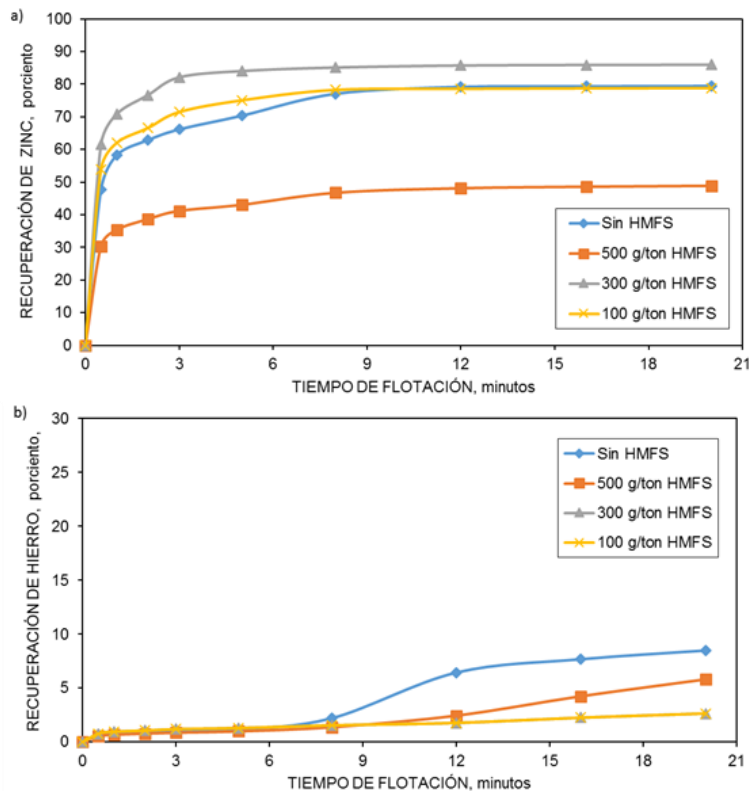 a)
RECUPERACIÓN DE ZINC, porciento
100
90
80
70
60
50
40
30
20
10
0
Sin HMFS
500 g/ton HMFS
300 g/ton HMFS
100 g/ton HMFS
0 3 6 9 12 15 18 21
TIEMPO DE FLOTACIÓN, minutos
b)
RECUPERACIÓN DE HIERRO, porciento,
30
25
20
15
10
5
0
Sin HMFS
500 g/ton HMFS
300 g/ton HMFS
100 g/ton HMFS
0 3 6 9 12 15 18 21
TIEMPO DE FLOTACIÓN, minutos